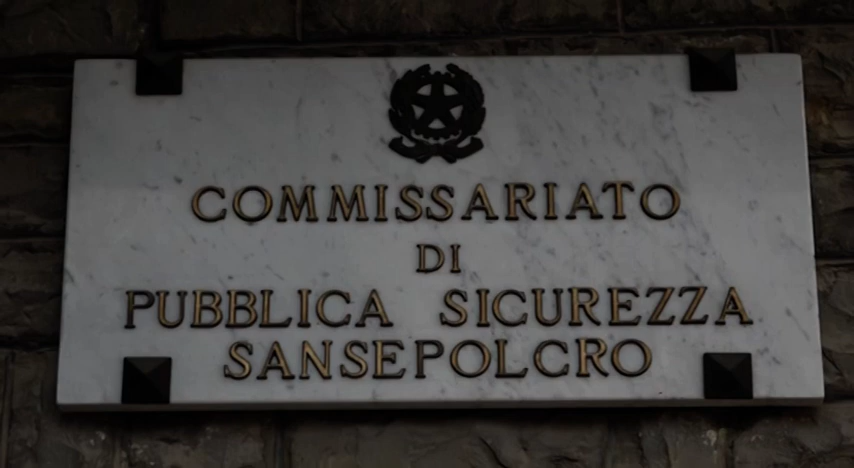 COMMISSARIATO
DI
PUBBLICA SICUREZZA
SANSEPOLCRO